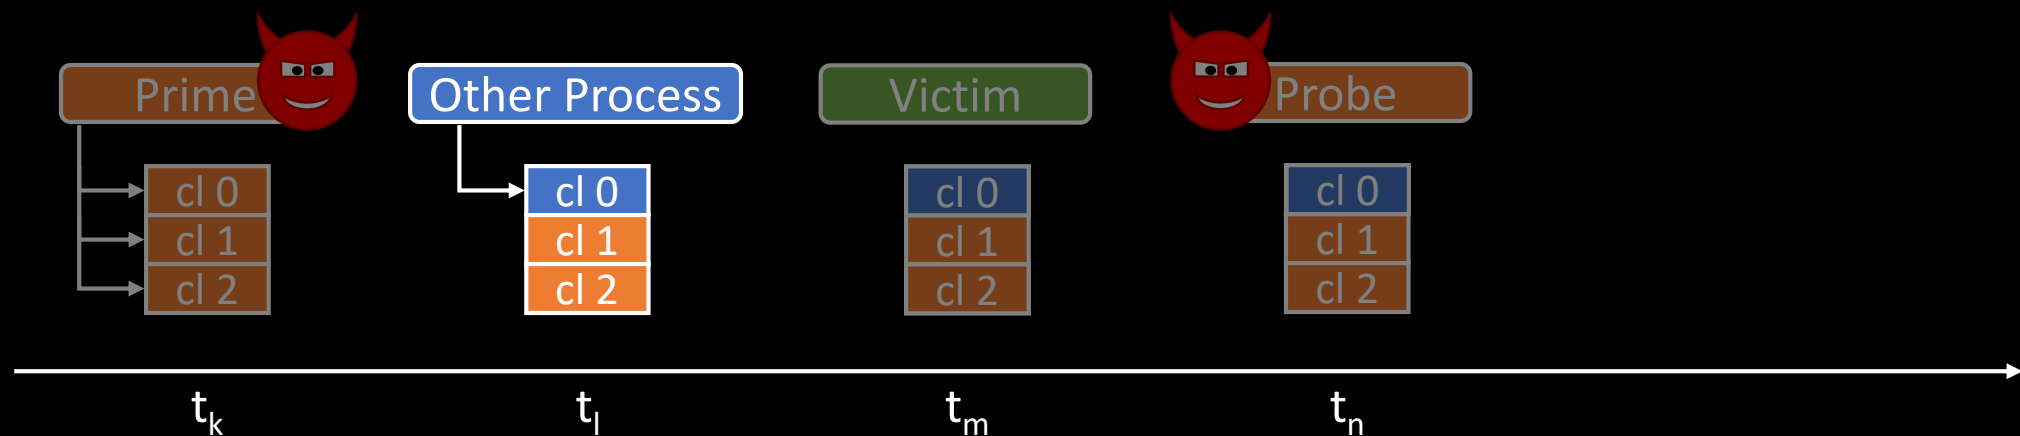 Prime Other Process Victim Probe
cl 0 cl 0 cl 0 cl 0
cl 1 cl 1 cl 1 cl 1
cl 2 cl 2 cl 2 cl 2
tk tl tm tn